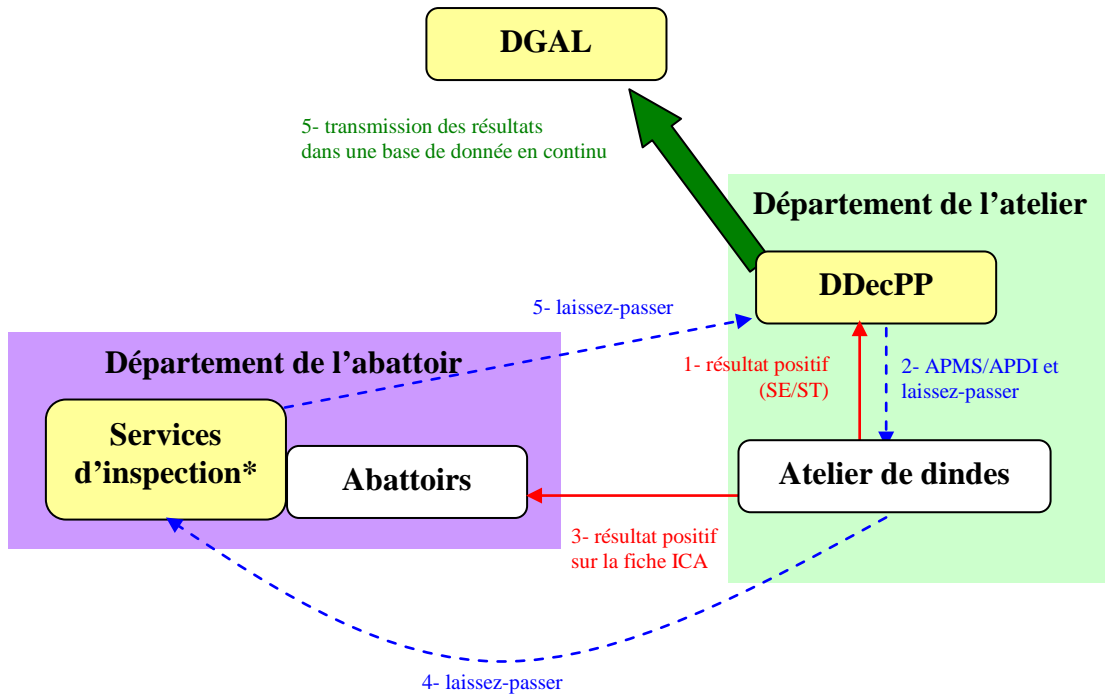 DGAL
5- transmission des résultats
dans une base de donnée en continu
Département de l’atelier
DDecPP
5- laissez-passer
Département de l’abattoir
1- résultat positif
(SE/ST)
2- APMS/APDI et
laissez-passer
Services
d’inspection*
Abattoirs
Atelier de dindes
3- résultat positif
sur la fiche ICA
4- laissez-passer